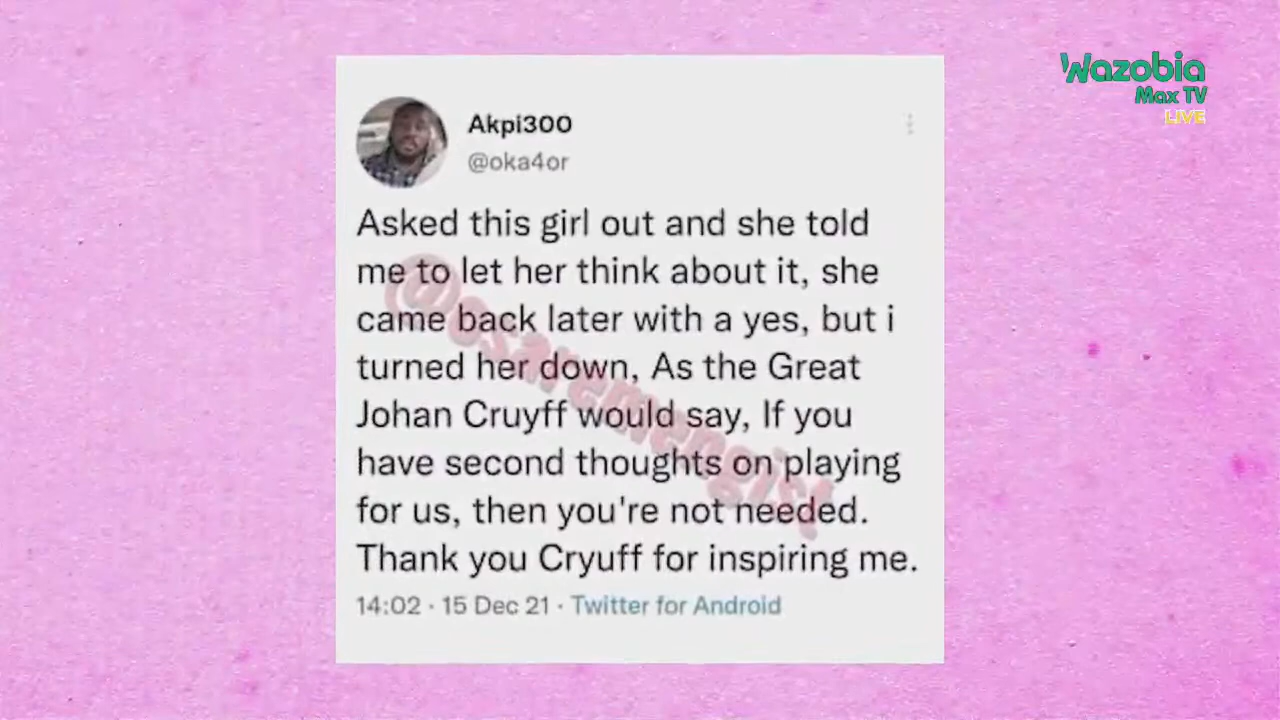 Wazobia
Max TV
LIVE
Akpi300
@oka4or
Asked this girl out and she told
me to let her think about it, she
came back later with a yes, but i
turned her down, As the Great
Johan Cruyff would say, If you
have second thoughts on playing
for us, then you're not needed.
Thank you Cryuff for inspiring me.
14:02 · 15 Dec 21 · Twitter for Android
@osaremengist